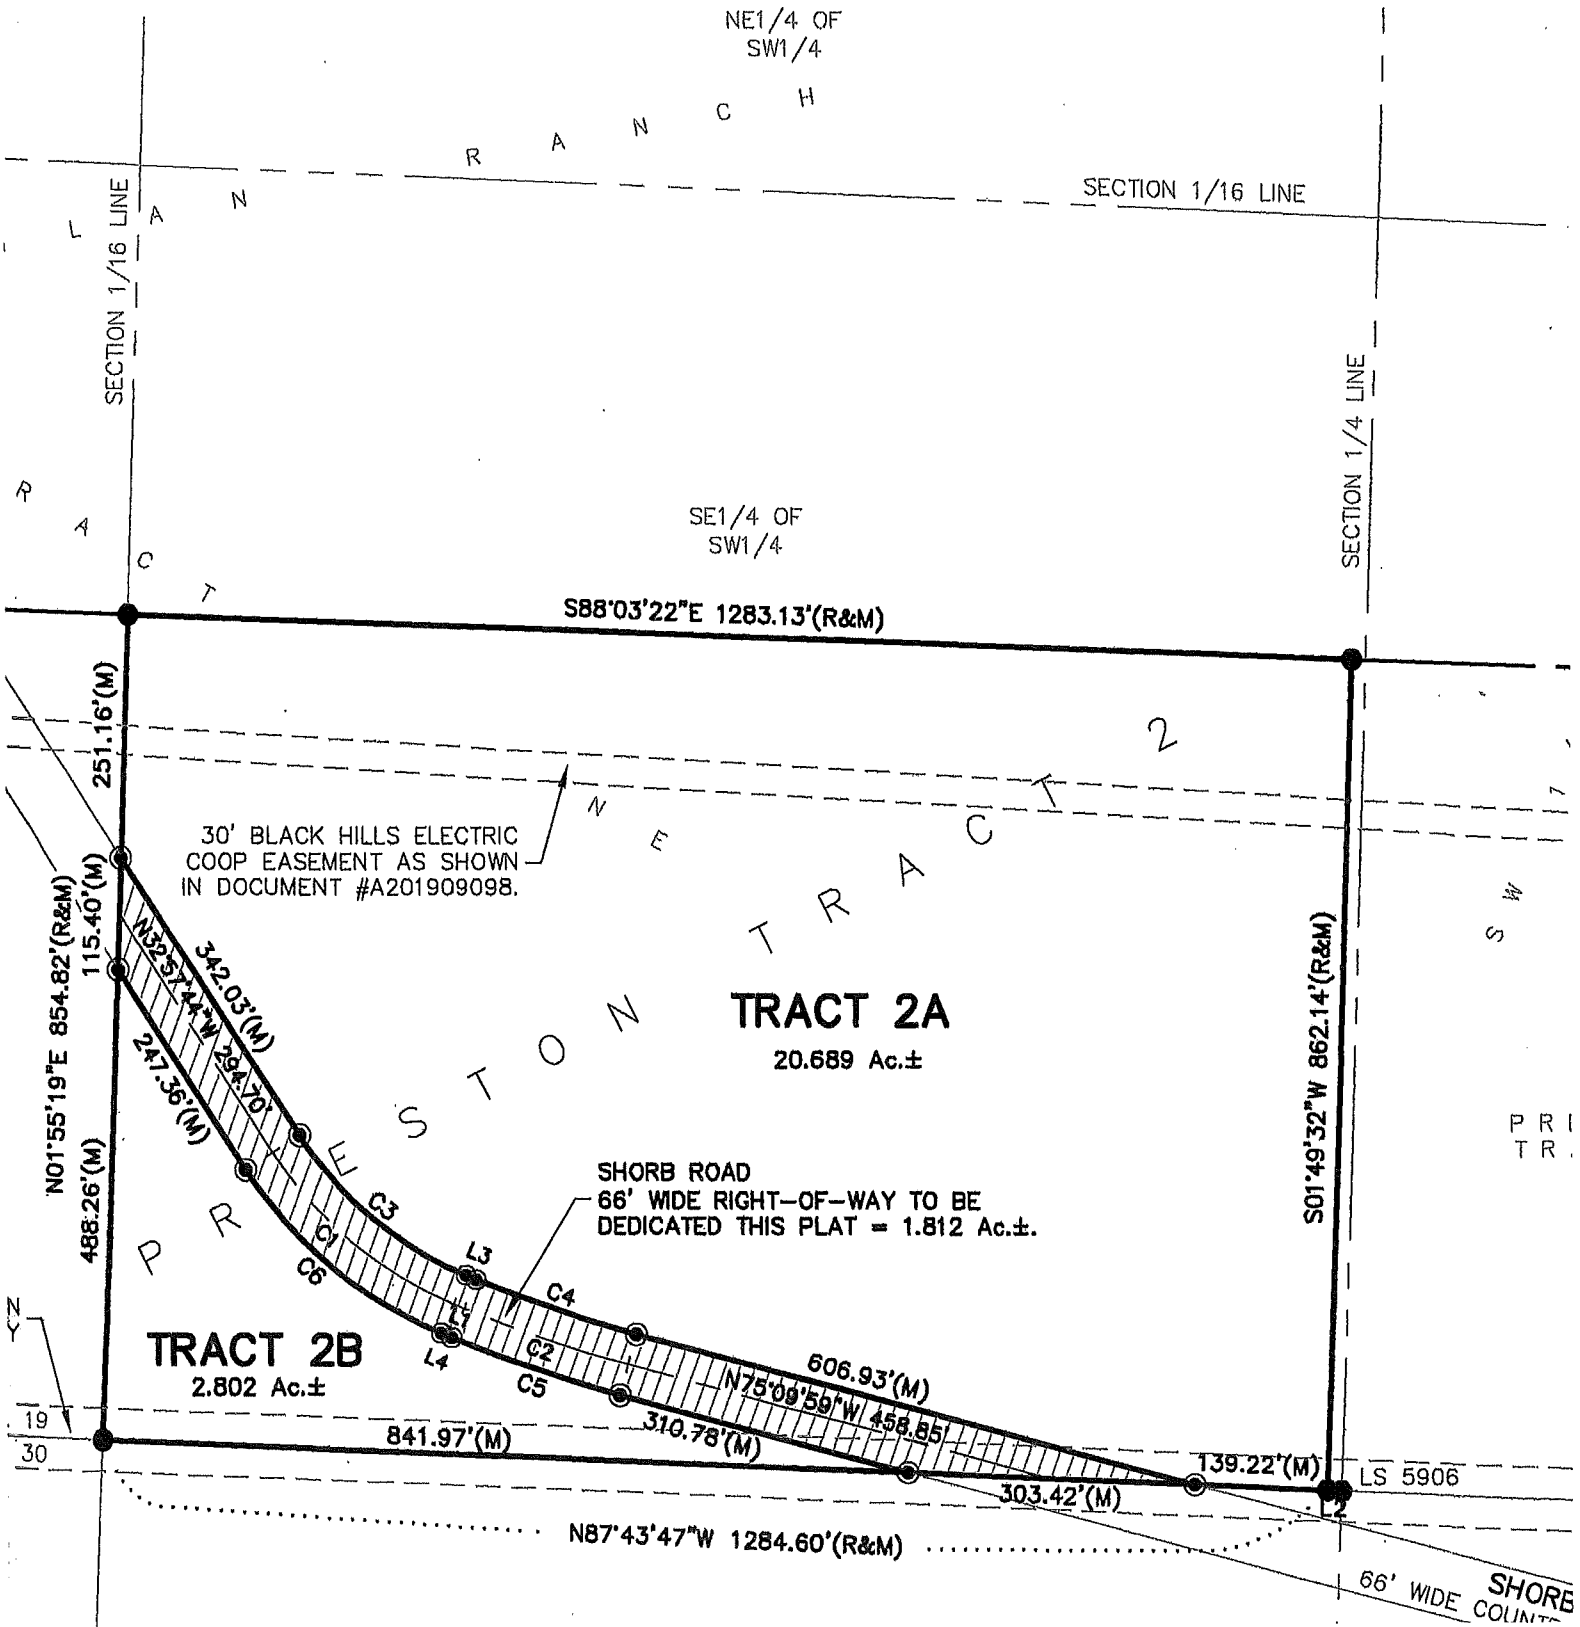 NE1/4 OF
SW1/4
L A N R A N C H
SECTION 1/16 LINE
SECTION 1/16 LINE
SECTION 1/4 LINE
R A C T
SE1/4 OF
SW1/4
S88°03'22"E 1283.13'(R&M)
251.16'(M)
30' BLACK HILLS ELECTRIC
COOP EASEMENT AS SHOWN
IN DOCUMENT #A201909098.
N E
PRESTON TRACT 2
S W
115.40'(M)
N01°55'19"E 854.82'(R&M)
488.26'(M)
N32°57'44"W 294.70'
342.03'(M)
247.36'(M)
TRACT 2A
20.689 Ac.±
S01°49'32"W 862.14'(R&M)
PRE
TR
SHORB ROAD
66' WIDE RIGHT-OF-WAY TO BE
DEDICATED THIS PLAT = 1.812 Ac.±.
C3
C1
C6
L3
L1
L4
C4
C2
C5
TRACT 2B
2.802 Ac.±
N
Y
606.93'(M)
N75°09'59"W 458.85'
310.78'(M)
841.97'(M)
19
30
139.22'(M)
303.42'(M)
LS 5906
L2
N87°43'47"W 1284.60'(R&M)
SHORB
66' WIDE COUNT